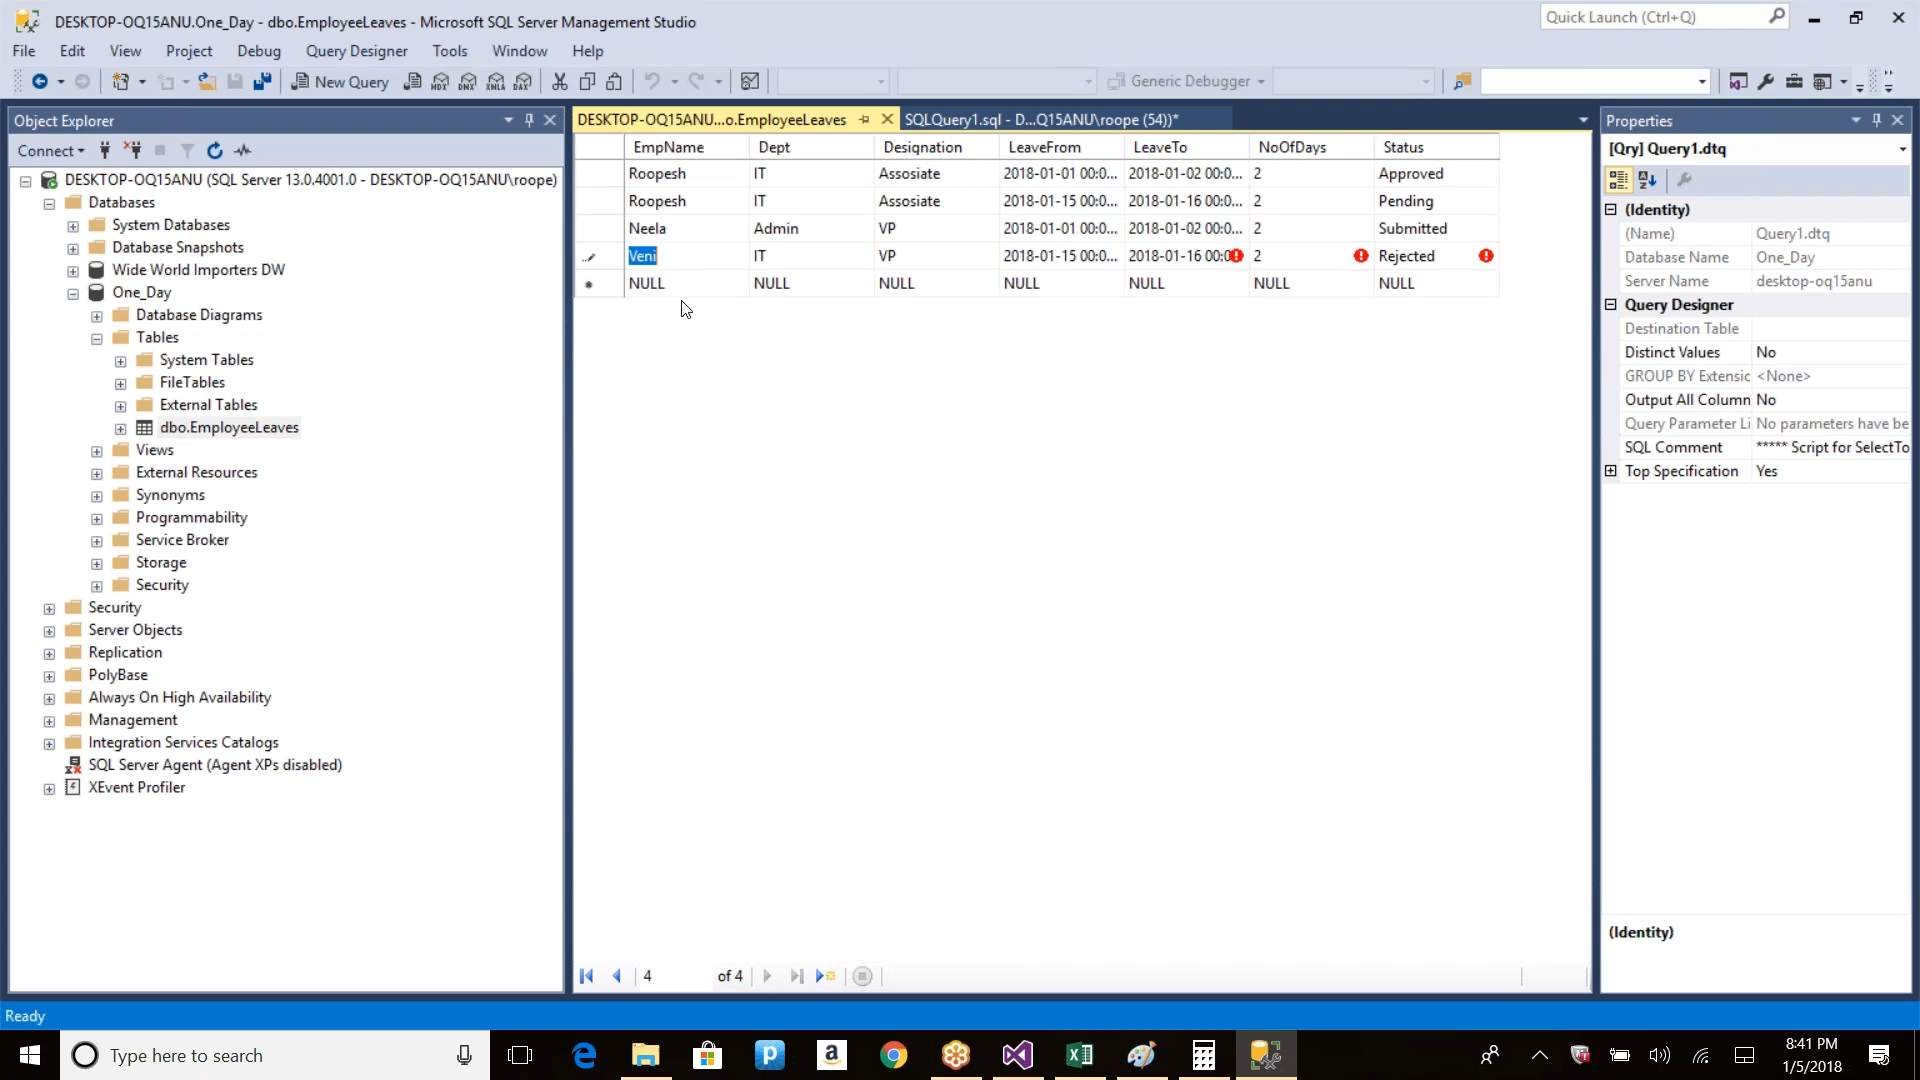 DESKTOP-OQ15ANU.One_Day - dbo.EmployeeLeaves - Microsoft SQL Server Management Studio
Quick Launch (Ctrl+Q)
File Edit View Project Debug Query Designer Tools Window Help
New Query MDX DMX XMLA DAX Generic Debugger
Object Explorer
DESKTOP-OQ15ANU...o.EmployeeLeaves SQLQuery1.sql - D...Q15ANU\roope (54))*
Properties
Connect
[Qry] Query1.dtq
DESKTOP-OQ15ANU (SQL Server 13.0.4001.0 - DESKTOP-OQ15ANU\roope)
Databases
System Databases
Database Snapshots
Wide World Importers DW
One_Day
Database Diagrams
Tables
System Tables
FileTables
External Tables
dbo.EmployeeLeaves
Views
External Resources
Synonyms
Programmability
Service Broker
Storage
Security
Security
Server Objects
Replication
PolyBase
Always On High Availability
Management
Integration Services Catalogs
SQL Server Agent (Agent XPs disabled)
XEvent Profiler
EmpName Dept Designation LeaveFrom LeaveTo NoOfDays Status
Roopesh IT Assosiate 2018-01-01 00:0... 2018-01-02 00:0... 2 Approved
Roopesh IT Assosiate 2018-01-15 00:0... 2018-01-16 00:0... 2 Pending
Neela Admin VP 2018-01-01 00:0... 2018-01-02 00:0... 2 Submitted
Veni IT VP 2018-01-15 00:0... 2018-01-16 00:0 2 Rejected
NULL NULL NULL NULL NULL NULL NULL
4 of 4
(Identity)
(Name) Query1.dtq
Database Name One_Day
Server Name desktop-oq15anu
Query Designer
Destination Table
Distinct Values No
GROUP BY Extensic <None>
Output All Column No
Query Parameter Li No parameters have be
SQL Comment ***** Script for SelectTo
Top Specification Yes
(Identity)
Ready
Type here to search
8:41 PM
1/5/2018